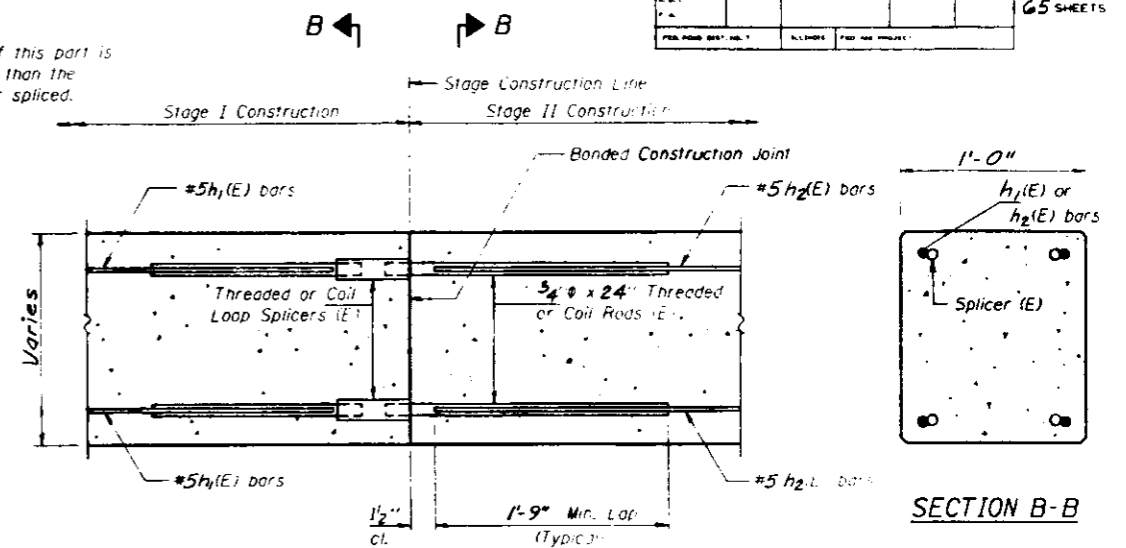 B B
65 SHEETS
ILLINOIS
f this part is
than the
spliced.
Stage Construction Line
Stage I Construction
Stage II Construction
Bonded Construction Joint
#5h₁(E) bars
#5 h₂(E) bars
1'-0"
h₁(E) or
h₂(E) bars
Threaded or Coil
Loop Splicers (E)
3/4" ϕ x 24" Threaded
or Coil Rods (E).
Splicer (E)
Varies
#5h₁(E) bars
#5 h₂ bars
1½"
cl.
1'-9" Min. Lap
(Typical)
SECTION B-B